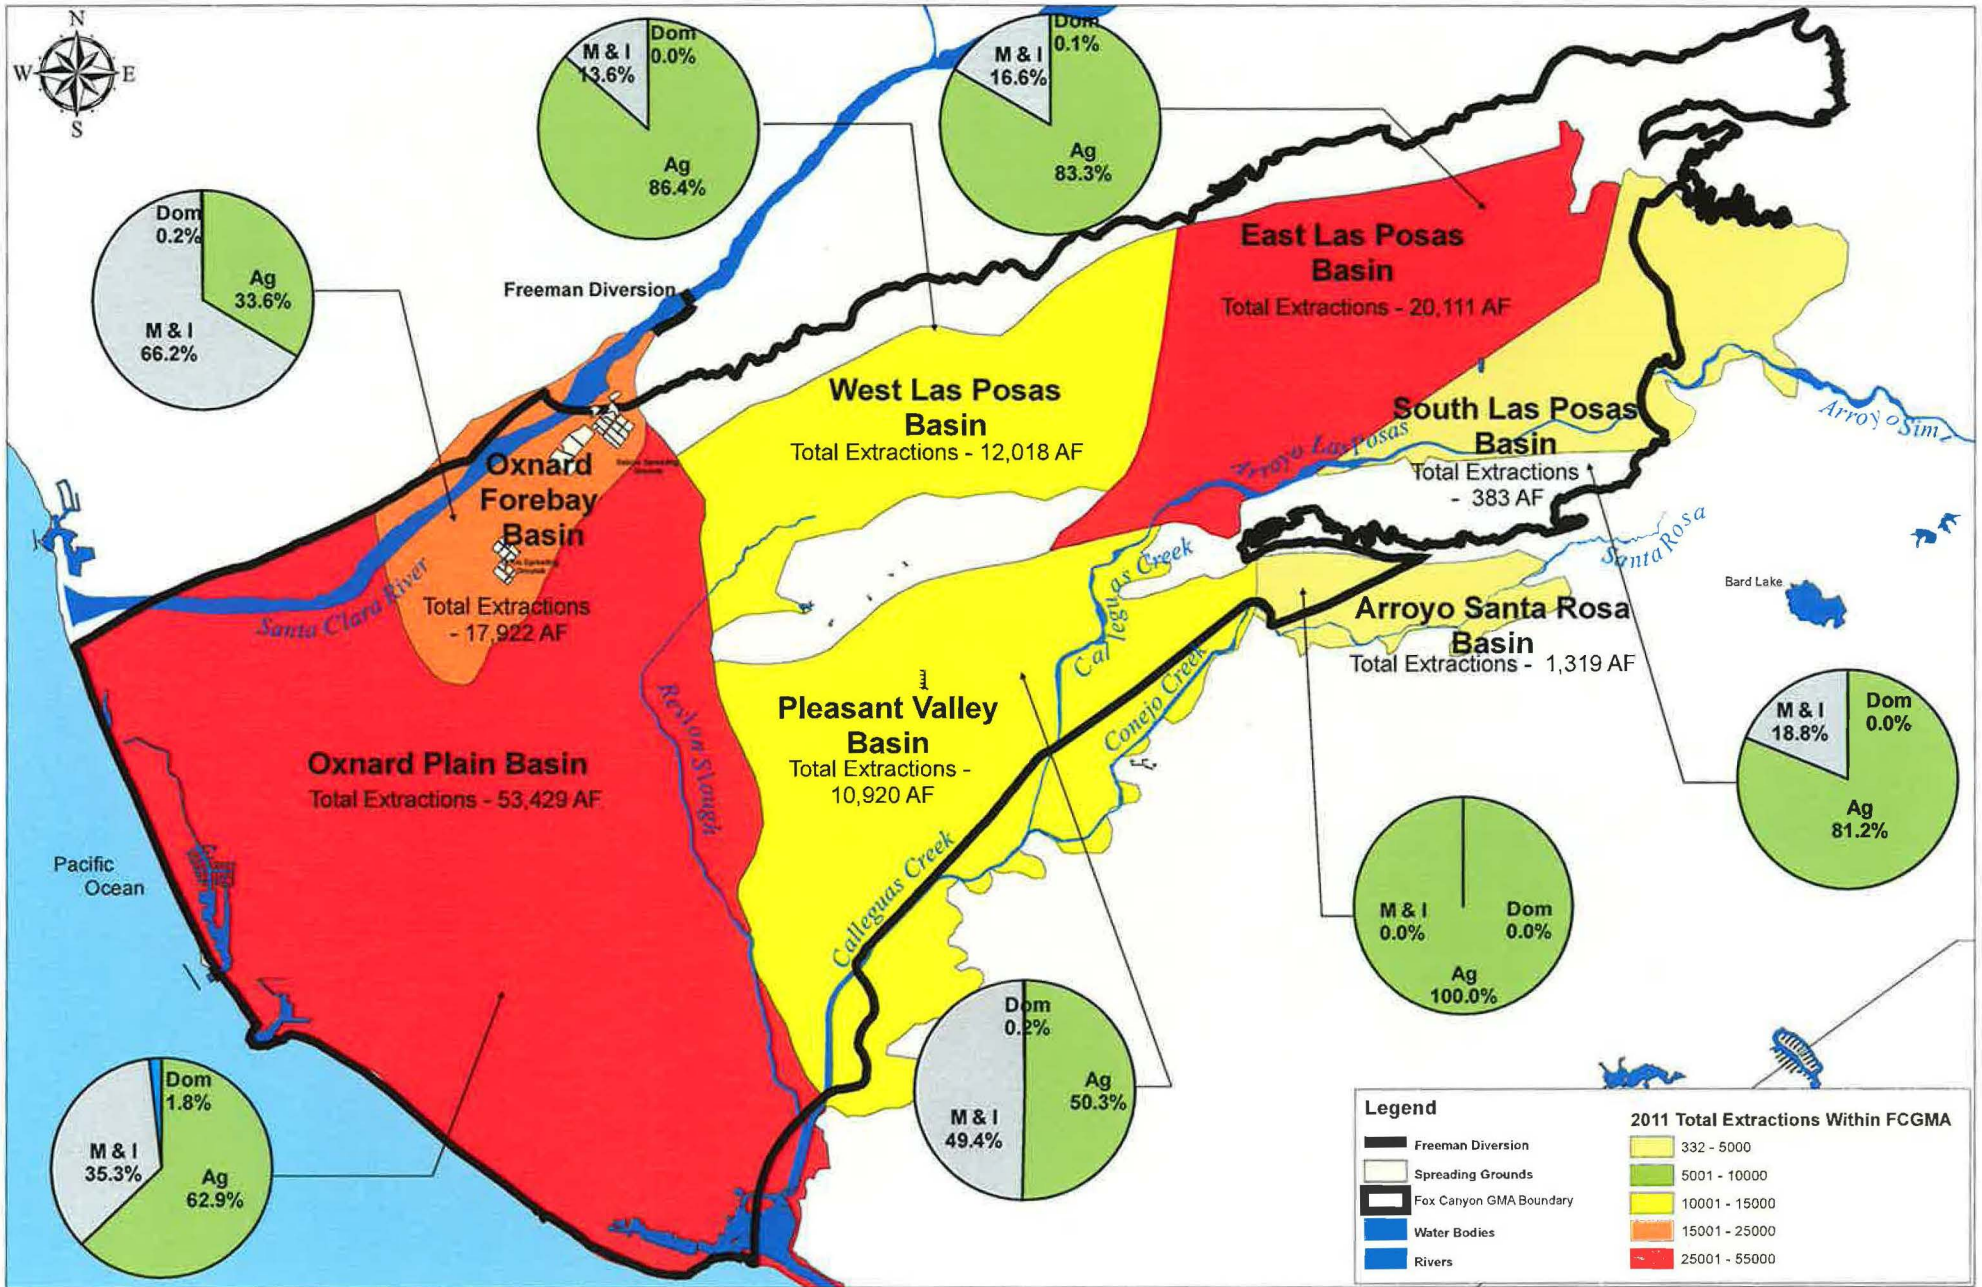 N
W
E
S
M & I
13.6%
Dom
0.0%
Ag
86.4%
M & I
16.6%
Dom
0.1%
Ag
83.3%
Dom
0.2%
Ag
33.6%
M & I
66.2%
Freeman Diversion
East Las Posas
Basin
Total Extractions - 20,111 AF
West Las Posas
Basin
Total Extractions - 12,018 AF
South Las Posas
Basin
Total Extractions
- 383 AF
Arroyo Las Posas
Arroyo Simi
Oxnard
Forebay
Basin
Total Extractions
- 17,922 AF
Santa Clara River
Santa Rosa
Bard Lake
Calleguas Creek
Arroyo Santa Rosa
Basin
Total Extractions - 1,319 AF
Conejo Creek
Pleasant Valley
Basin
Total Extractions -
10,920 AF
Revlon Slough
Oxnard Plain Basin
Total Extractions - 53,429 AF
Pacific
Ocean
Calleguas Creek
M & I
18.8%
Dom
0.0%
Ag
81.2%
M & I
0.0%
Dom
0.0%
Ag
100.0%
Dom
0.2%
Ag
50.3%
M & I
49.4%
Dom
1.8%
M & I
35.3%
Ag
62.9%
Legend
Freeman Diversion
Spreading Grounds
Fox Canyon GMA Boundary
Water Bodies
Rivers
2011 Total Extractions Within FCGMA
332 - 5000
5001 - 10000
10001 - 15000
15001 - 25000
25001 - 55000